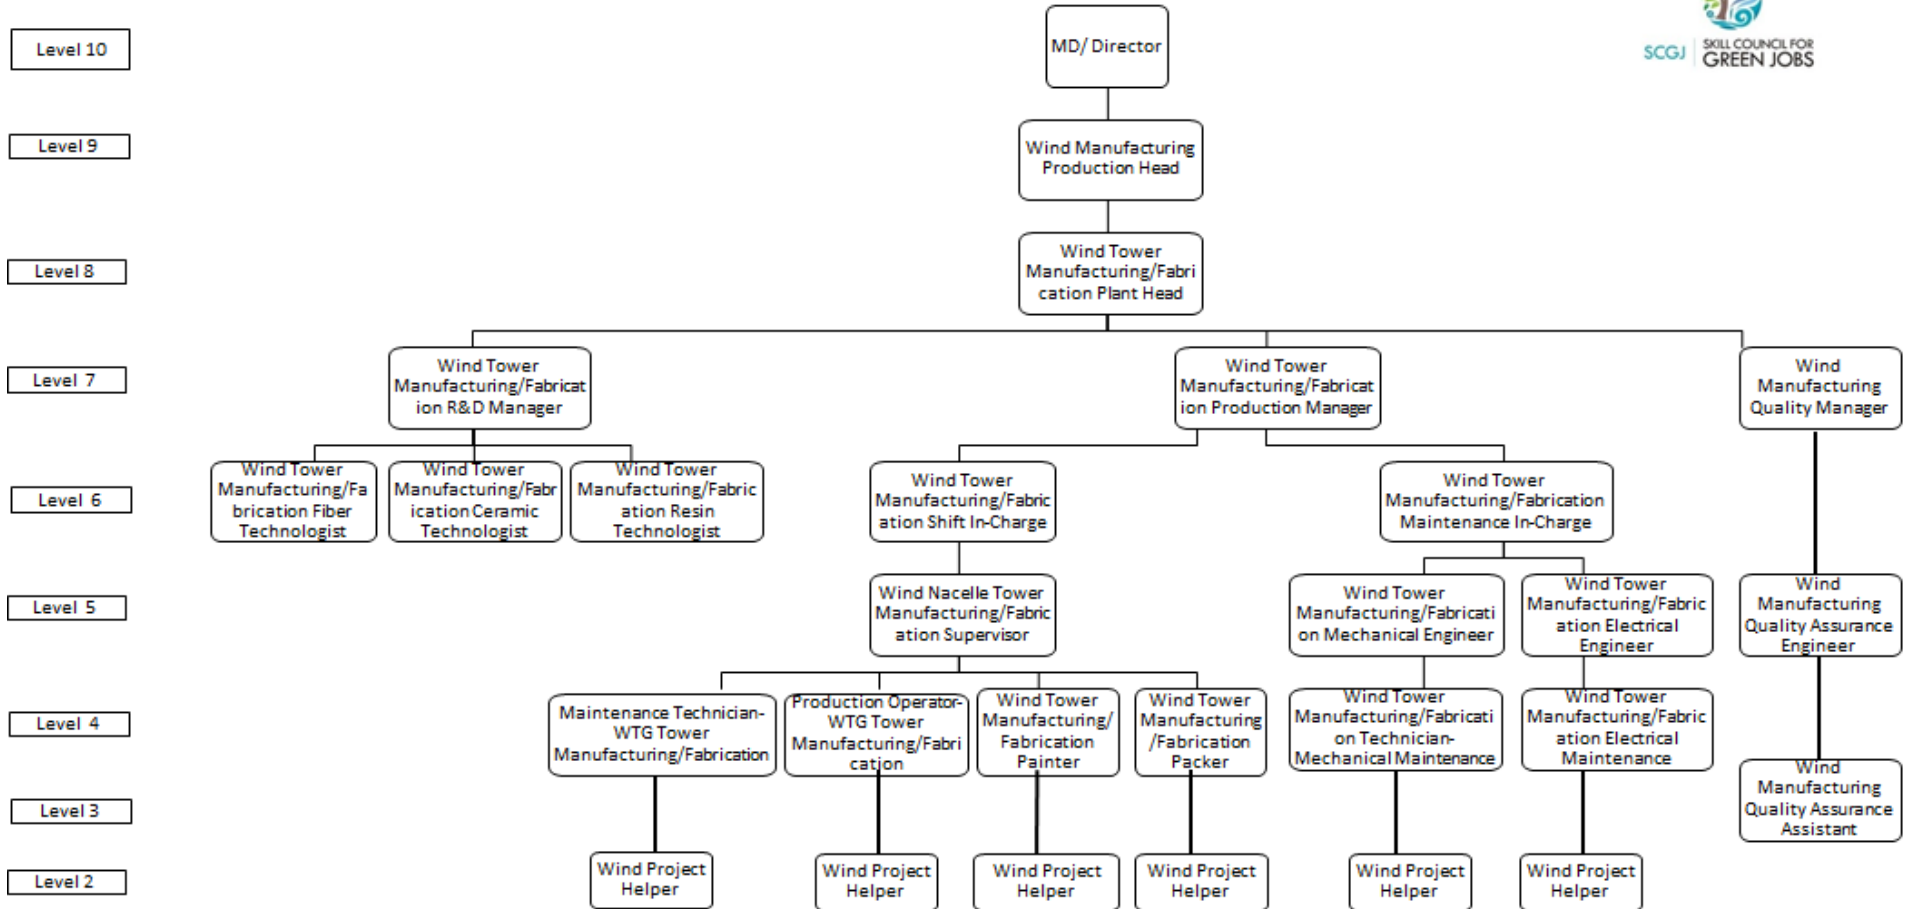 Level 10
MD/ Director
SCGJ
SKILL COUNCIL FOR
GREEN JOBS
Level 9
Wind Manufacturing
Production Head
Level 8
Wind Tower
Manufacturing/Fabri
cation Plant Head
Level 7
Wind Tower
Manufacturing/Fabricat
ion R&D Manager
Wind Tower
Manufacturing/Fabricat
ion Production Manager
Wind
Manufacturing
Quality Manager
Level 6
Wind Tower
Manufacturing/Fa
brication Fiber
Technologist
Wind Tower
Manufacturing/Fabr
ication Ceramic
Technologist
Wind Tower
Manufacturing/Fabric
ation Resin
Technologist
Wind Tower
Manufacturing/Fabric
ation Shift In-Charge
Wind Tower
Manufacturing/Fabrication
Maintenance In-Charge
Level 5
Wind Nacelle Tower
Manufacturing/Fabric
ation Supervisor
Wind Tower
Manufacturing/Fabricati
on Mechanical Engineer
Wind Tower
Manufacturing/Fabric
ation Electrical
Engineer
Wind
Manufacturing
Quality Assurance
Engineer
Level 4
Maintenance Technician-
WTG Tower
Manufacturing/Fabrication
Production Operator-
WTG Tower
Manufacturing/Fabri
cation
Wind Tower
Manufacturing/
Fabrication
Painter
Wind Tower
Manufacturing
/Fabrication
Packer
Wind Tower
Manufacturing/Fabricati
on Technician-
Mechanical Maintenance
Wind Tower
Manufacturing/Fabric
ation Electrical
Maintenance
Level 3
Wind
Manufacturing
Quality Assurance
Assistant
Level 2
Wind Project
Helper
Wind Project
Helper
Wind Project
Helper
Wind Project
Helper
Wind Project
Helper
Wind Project
Helper